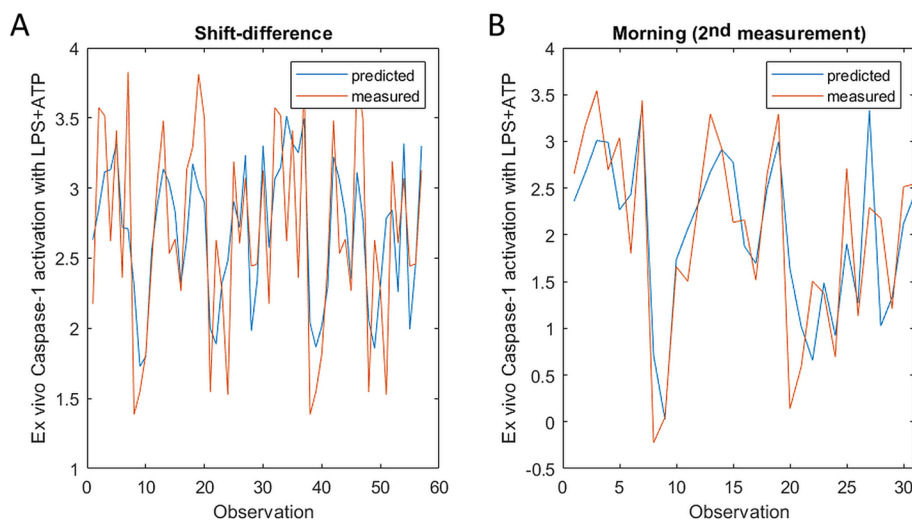 A
Shift-difference
Ex vivo Caspase-1 activation with LPS+ATP
4
3.5
3
2.5
2
1.5
1
0
10
20
30
40
50
60
Observation
predicted
measured
B
Morning (2nd measurement)
Ex vivo Caspase-1 activation with LPS+ATP
4
3.5
3
2.5
2
1.5
1
0.5
0
-0.5
0
5
10
15
20
25
30
Observation
predicted
measured